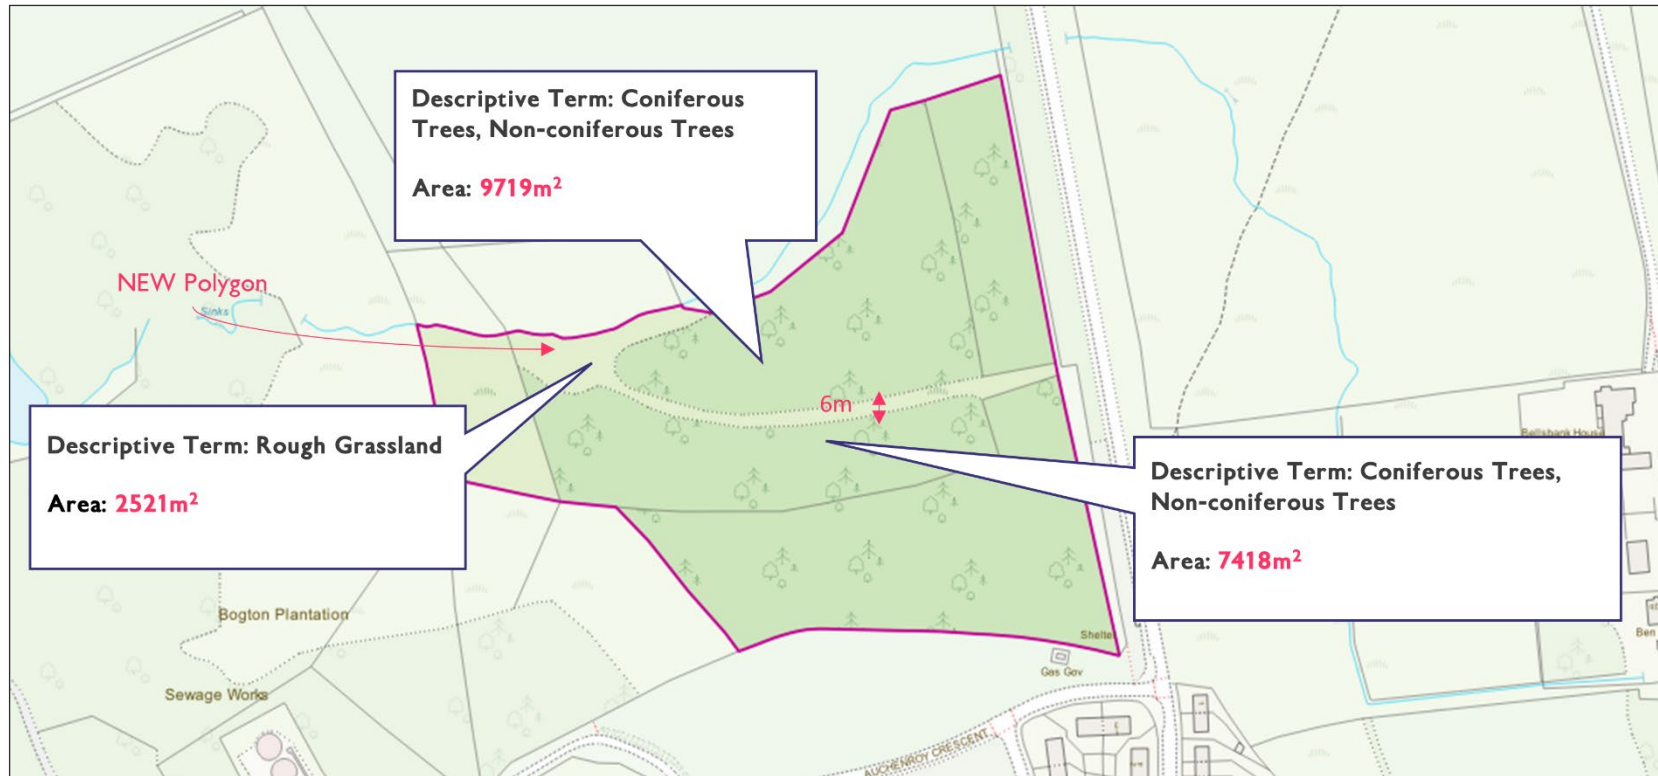 Descriptive Term: Coniferous
Trees, Non-coniferous Trees
Area: 9719m²
NEW Polygon
Sinks
6m
Descriptive Term: Rough Grassland
Area: 2521m²
Bellsbank House
Descriptive Term: Coniferous Trees,
Non-coniferous Trees
Area: 7418m²
Bogton Plantation
Shelter
Ben
Gas Gov
Sewage Works
AUCHENROY CRESCENT